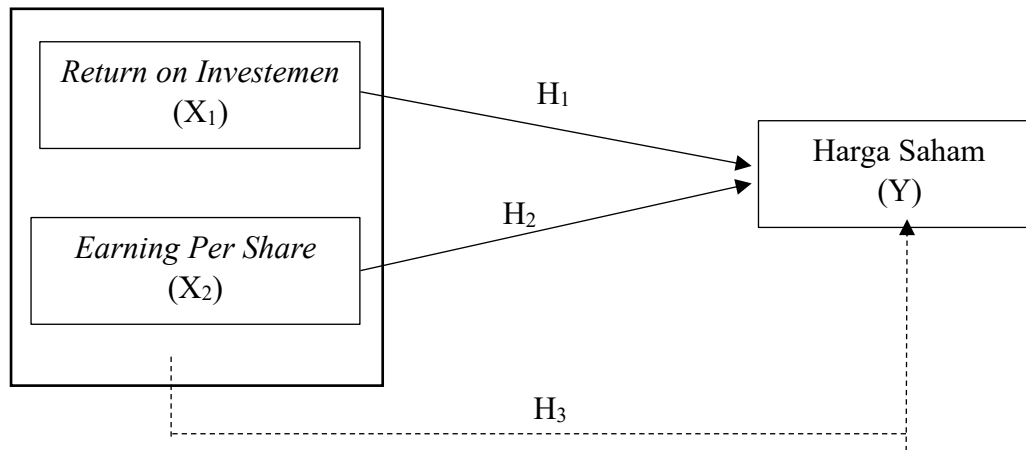 Return on Investemen
(X₁)
H₁
Harga Saham
(Y)
H₂
Earning Per Share
(X₂)
H₃